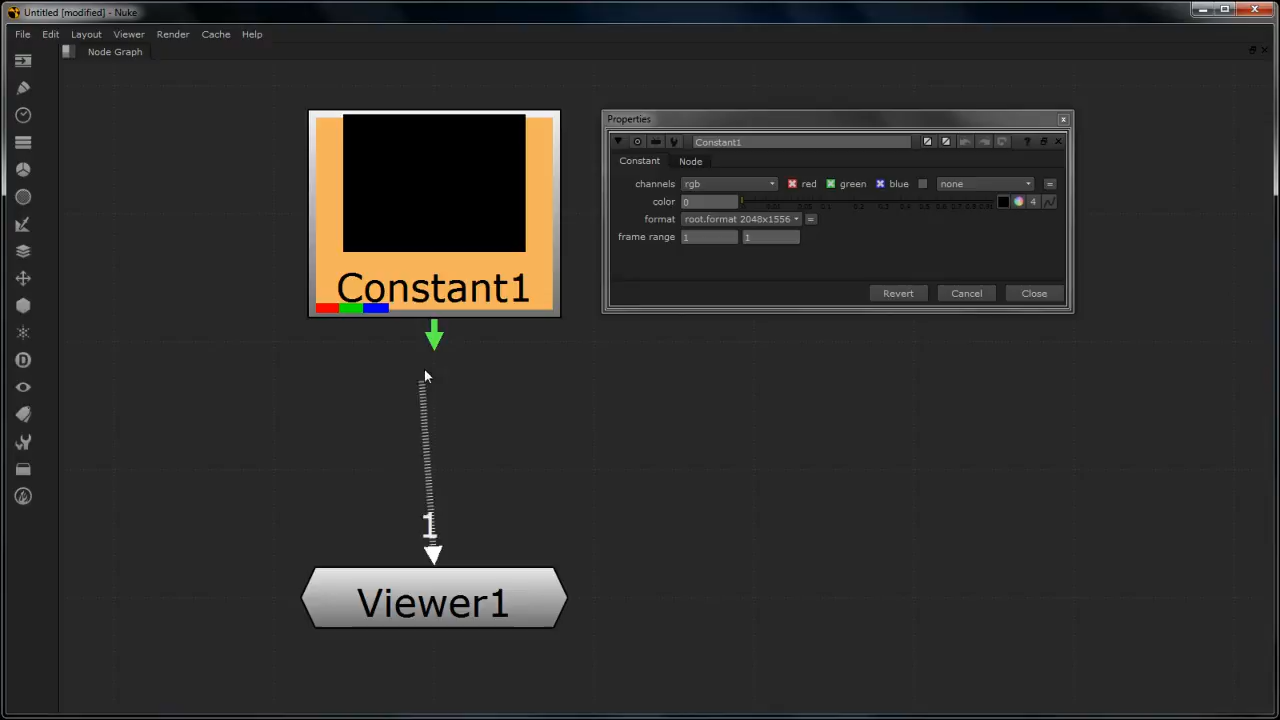 Untitled [modified] - Nuke
File Edit Layout Viewer Render Cache Help
Node Graph
Properties
Constant1
Constant Node
channels rgb red green blue none =
color 0 4
format root.format 2048x1556 =
frame range 1 1
Revert Cancel Close
Constant1
1
Viewer1